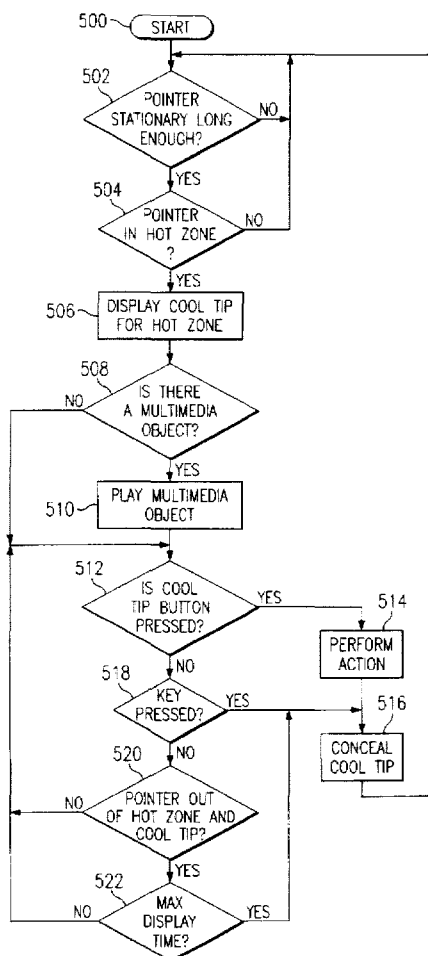 500
START
502
POINTER
STATIONARY LONG
ENOUGH?
NO
YES
504
POINTER
IN HOT ZONE
?
NO
YES
506
DISPLAY COOL TIP
FOR HOT ZONE
508
IS THERE
A MULTIMEDIA
OBJECT?
NO
YES
510
PLAY MULTIMEDIA
OBJECT
512
IS COOL
TIP BUTTON
PRESSED?
YES
NO
514
PERFORM
ACTION
518
KEY
PRESSED?
YES
NO
516
CONCEAL
COOL TIP
520
POINTER OUT
OF HOT ZONE AND
COOL TIP?
NO
YES
522
MAX
DISPLAY
TIME?
NO
YES